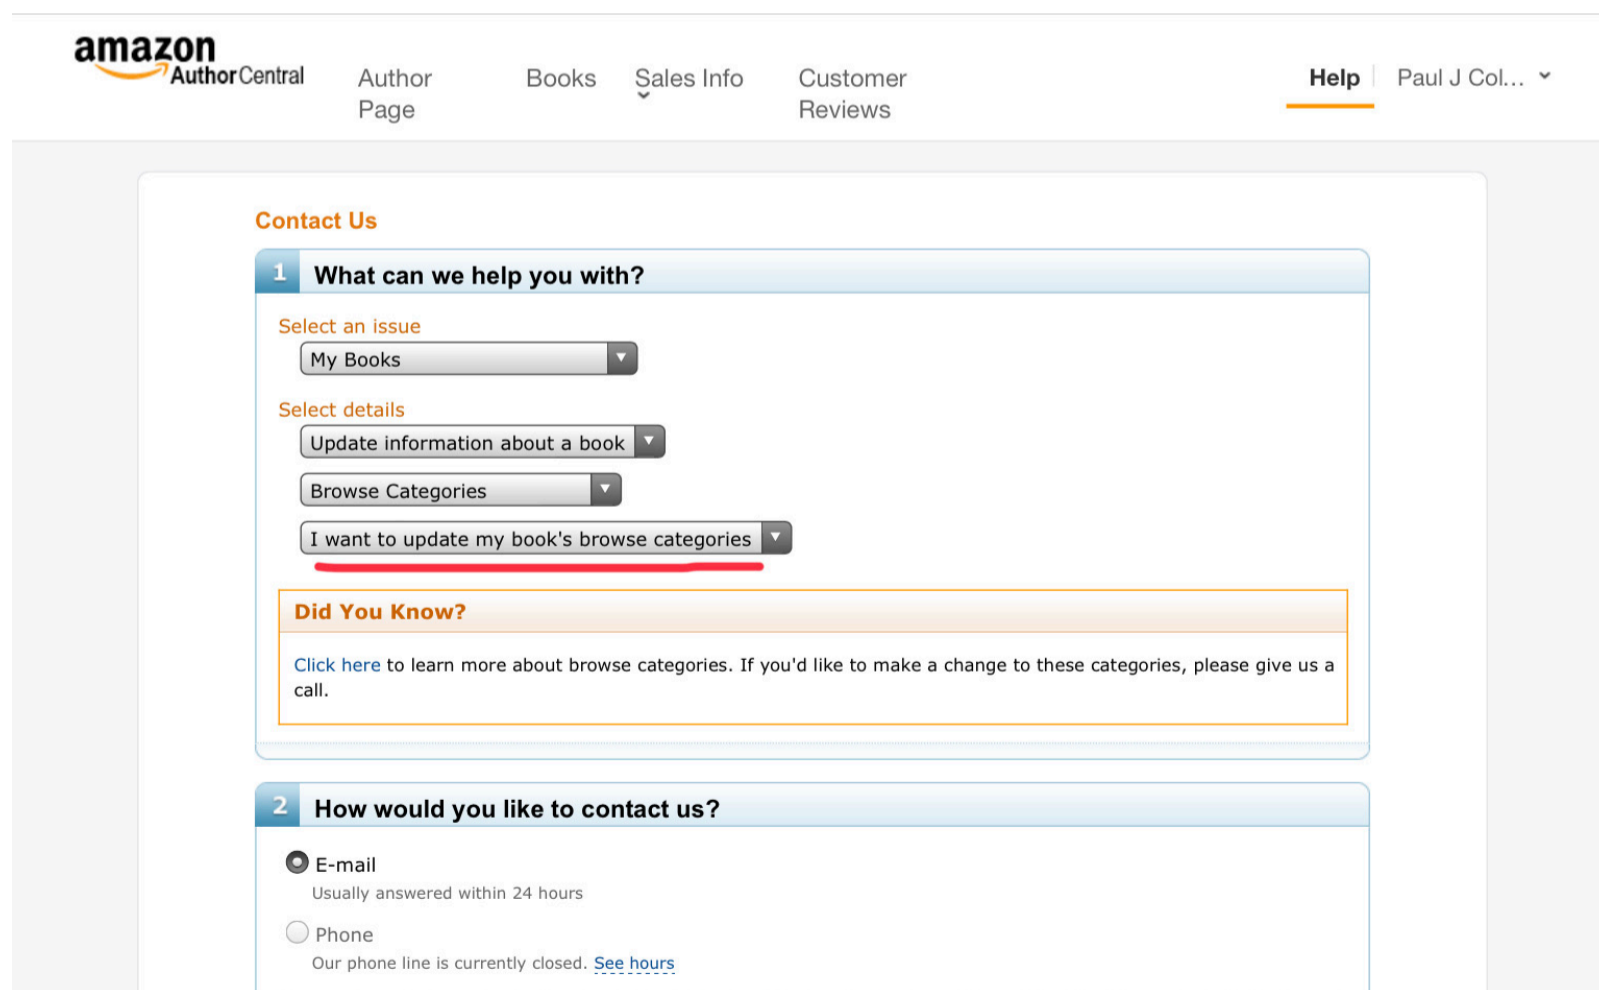 amazon
AuthorCentral
Author
Page
Books
Sales Info
Customer
Reviews
Help
Paul J Col...
Contact Us
1 What can we help you with?
Select an issue
My Books
Select details
Update information about a book
Browse Categories
I want to update my book's browse categories
Did You Know?
Click here to learn more about browse categories. If you'd like to make a change to these categories, please give us a
call.
2 How would you like to contact us?
E-mail
Usually answered within 24 hours
Phone
Our phone line is currently closed. See hours